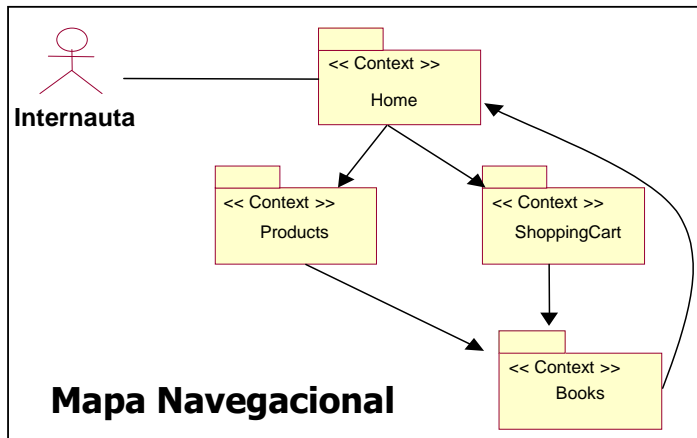 << Context >>
Home
Internauta
<< Context >>
Products
<< Context >>
ShoppingCart
<< Context >>
Books
Mapa Navegacional